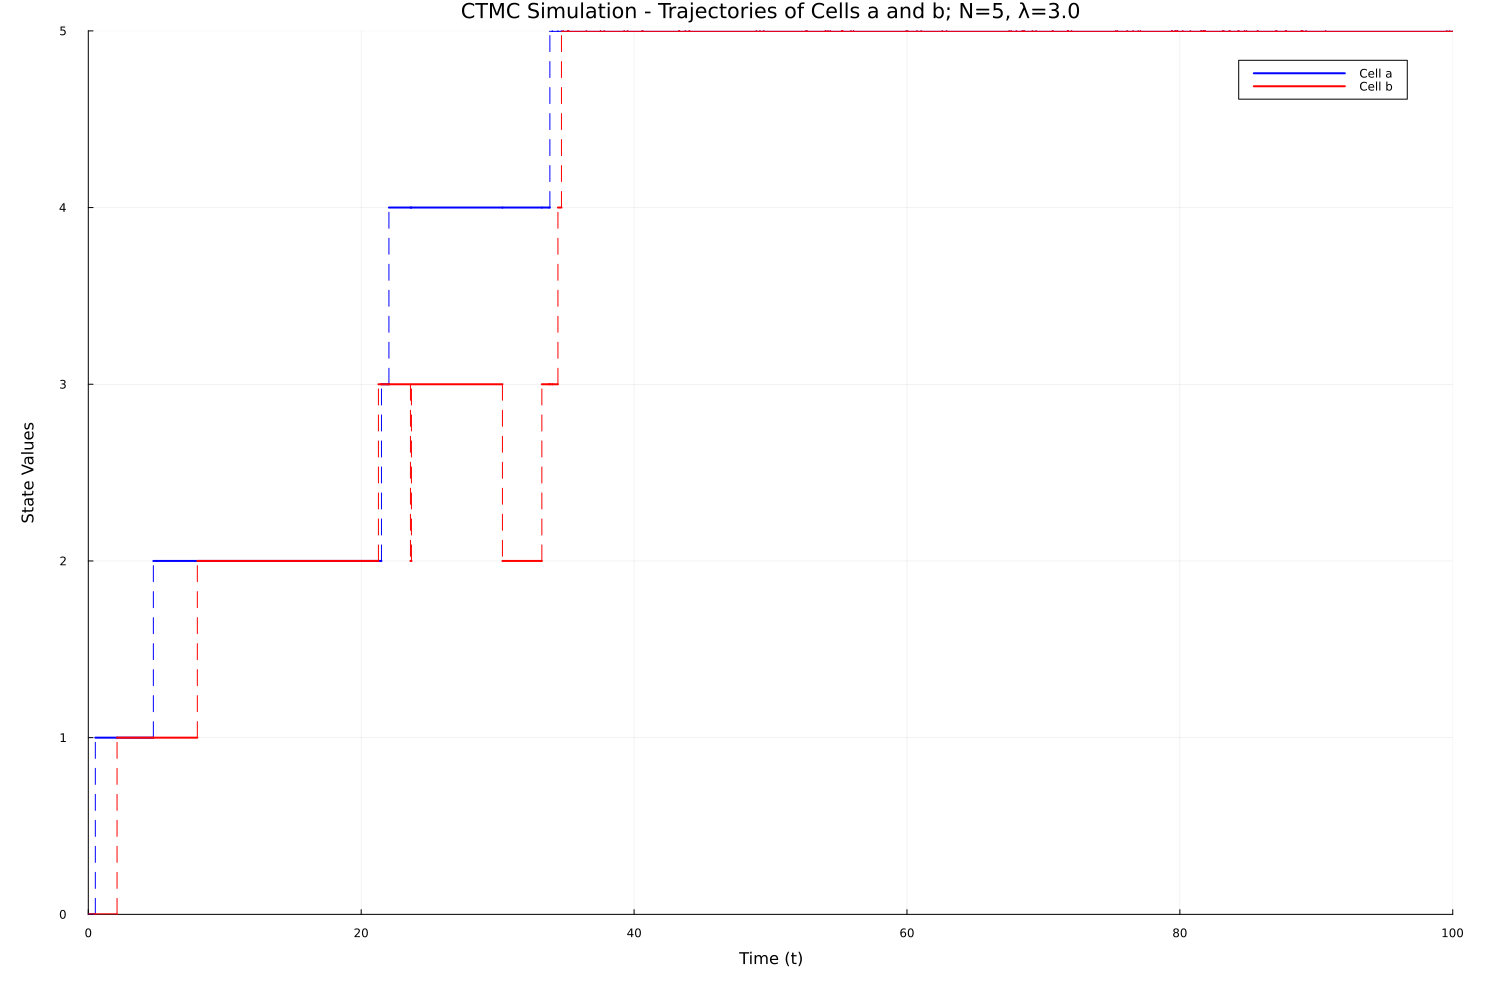 CTMC Simulation - Trajectories of Cells a and b; N=5, λ=3.0
5
4
3
2
1
0
State Values
Cell a
Cell b
0 20 40 60 80 100
Time (t)